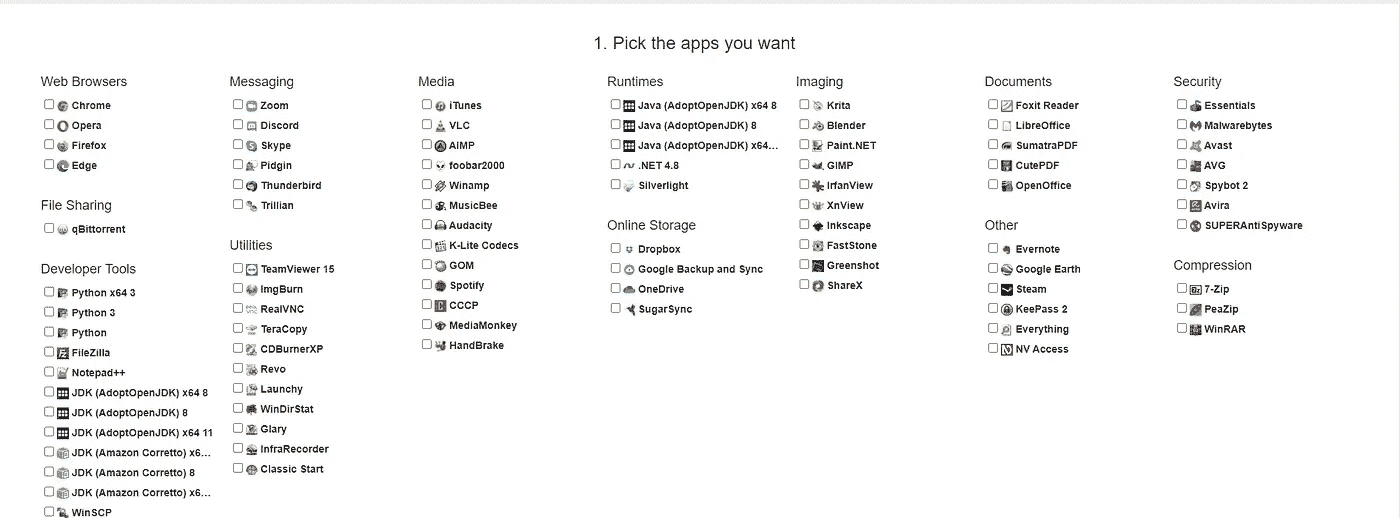 1. Pick the apps you want
Web Browsers
Chrome
Opera
Firefox
Edge
File Sharing
qBittorrent
Developer Tools
Python x64 3
Python 3
Python
FileZilla
Notepad++
JDK (AdoptOpenJDK) x64 8
JDK (AdoptOpenJDK) 8
JDK (AdoptOpenJDK) x64 11
JDK (Amazon Corretto) x6...
JDK (Amazon Corretto) 8
JDK (Amazon Corretto) x6...
WinSCP
Messaging
Zoom
Discord
Skype
Pidgin
Thunderbird
Trillian
Utilities
TeamViewer 15
ImgBurn
RealVNC
TeraCopy
CDBurnerXP
Revo
Launchy
WinDirStat
Glary
InfraRecorder
Classic Start
Media
iTunes
VLC
AIMP
foobar2000
Winamp
MusicBee
Audacity
K-Lite Codecs
GOM
Spotify
CCCP
MediaMonkey
HandBrake
Runtimes
Java (AdoptOpenJDK) x64 8
Java (AdoptOpenJDK) 8
Java (AdoptOpenJDK) x64...
.NET 4.8
Silverlight
Online Storage
Dropbox
Google Backup and Sync
OneDrive
SugarSync
Imaging
Krita
Blender
Paint.NET
GIMP
IrfanView
XnView
Inkscape
FastStone
Greenshot
ShareX
Documents
Foxit Reader
LibreOffice
SumatraPDF
CutePDF
OpenOffice
Other
Evernote
Google Earth
Steam
KeePass 2
Everything
NV Access
Security
Essentials
Malwarebytes
Avast
AVG
Spybot 2
Avira
SUPERAntiSpyware
Compression
7-Zip
PeaZip
WinRAR